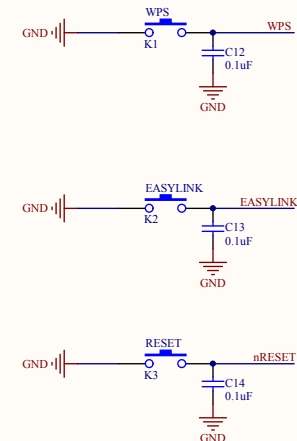 WPS
WPS
GND
K1
C12
0.1uF
GND
EASYLINK
EASYLINK
GND
K2
C13
0.1uF
GND
RESET
nRESET
GND
K3
C14
0.1uF
GND